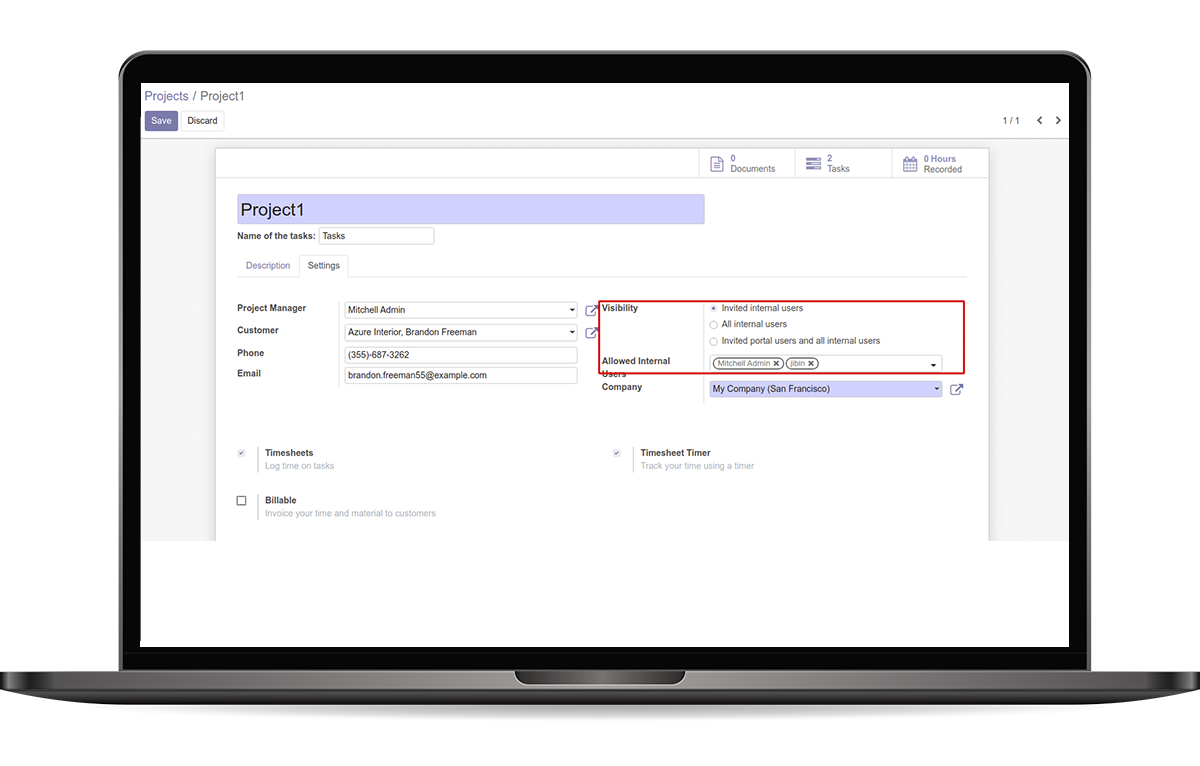 Projects / Project1
Save Discard
1 / 1
0 Documents
2 Tasks
0 Hours Recorded
Project1
Name of the tasks: Tasks
Description Settings
Project Manager Mitchell Admin
Customer Azure Interior, Brandon Freeman
Phone (355)-687-3262
Email brandon.freeman55@example.com
Visibility Invited internal users
All internal users
Invited portal users and all internal users
Allowed Internal Users Mitchell Admin jibin
Company My Company (San Francisco)
Timesheets
Log time on tasks
Timesheet Timer
Track your time using a timer
Billable
Invoice your time and material to customers